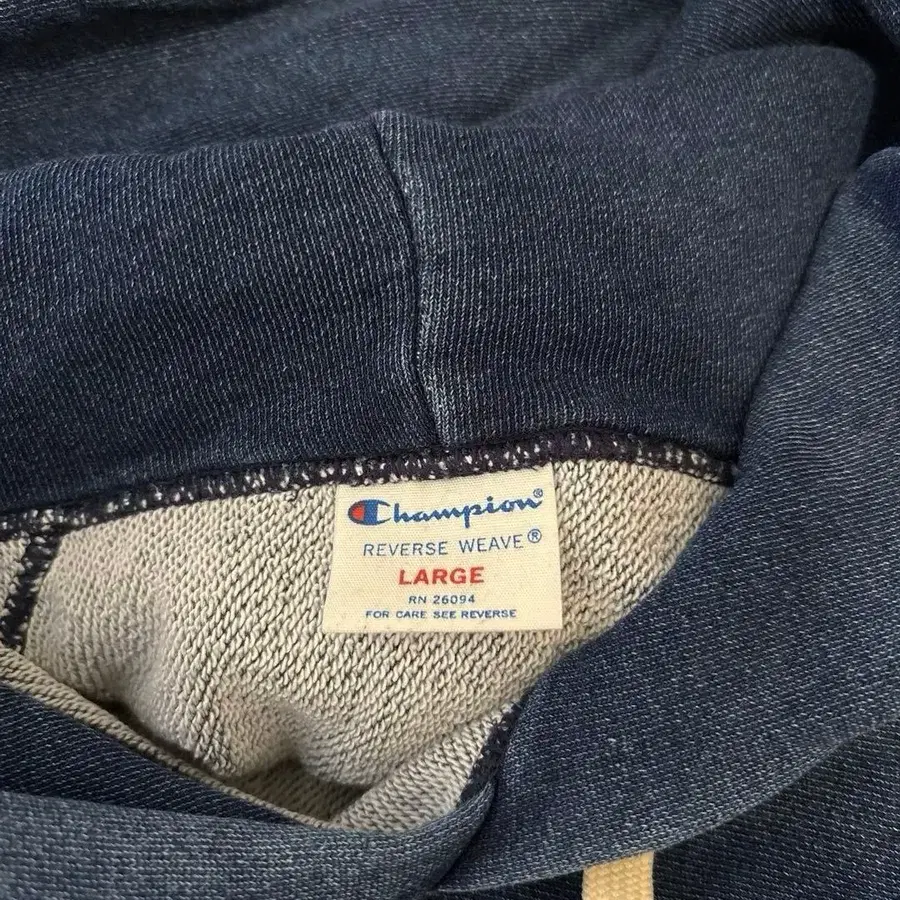 Champion®
REVERSE WEAVE®
LARGE
RN 26094
FOR CARE SEE REVERSE